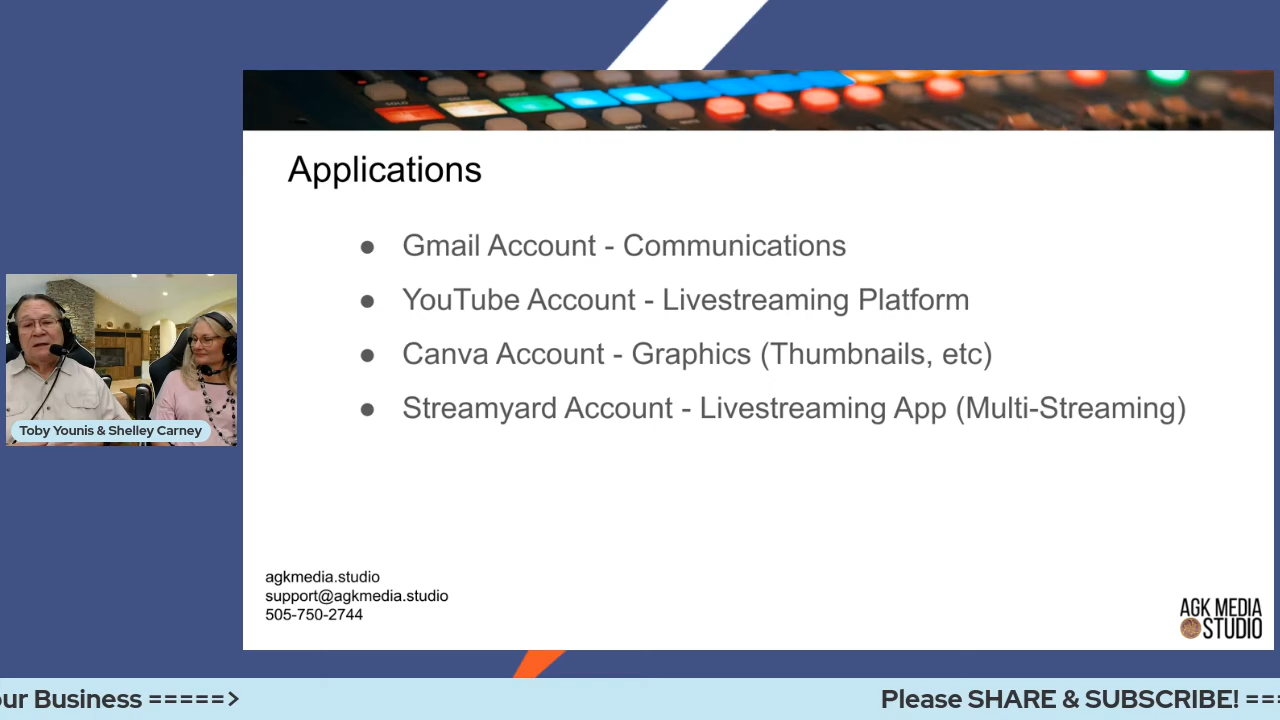 Applications
● Gmail Account - Communications
● YouTube Account - Livestreaming Platform
● Canva Account - Graphics (Thumbnails, etc)
● Streamyard Account - Livestreaming App (Multi-Streaming)
Toby Younis & Shelley Carney
agkmedia.studio
support@agkmedia.studio
505-750-2744
AGK MEDIA
STUDIO
our Business =====> Please SHARE & SUBSCRIBE! ===